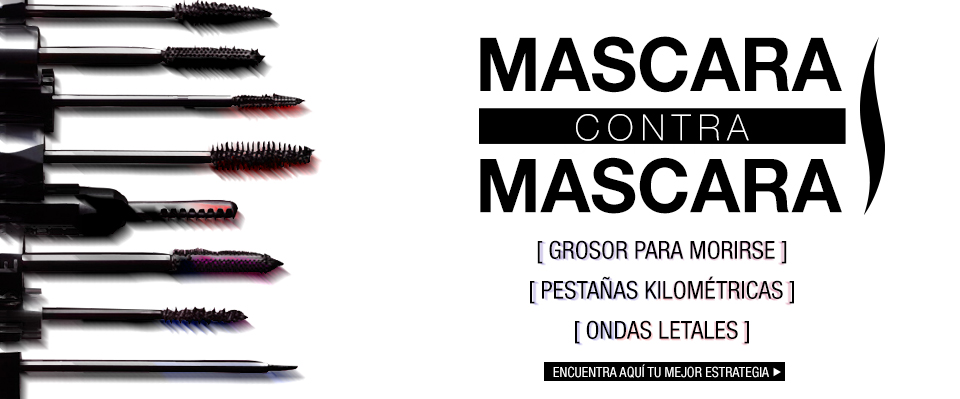 MASCARA
CONTRA
MASCARA
[ GROSOR PARA MORIRSE ]
[ PESTAÑAS KILOMÉTRICAS ]
[ ONDAS LETALES ]
ENCUENTRA AQUÍ TU MEJOR ESTRATEGIA ▶